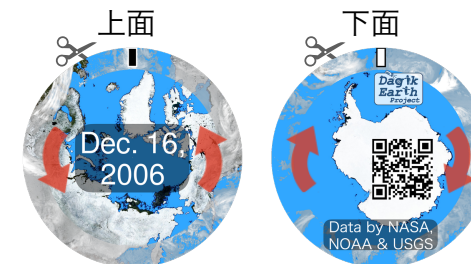 上面
下面
Dagik
Earth
Project
Dec. 16,
2006
Data by NASA,
NOAA & USGS